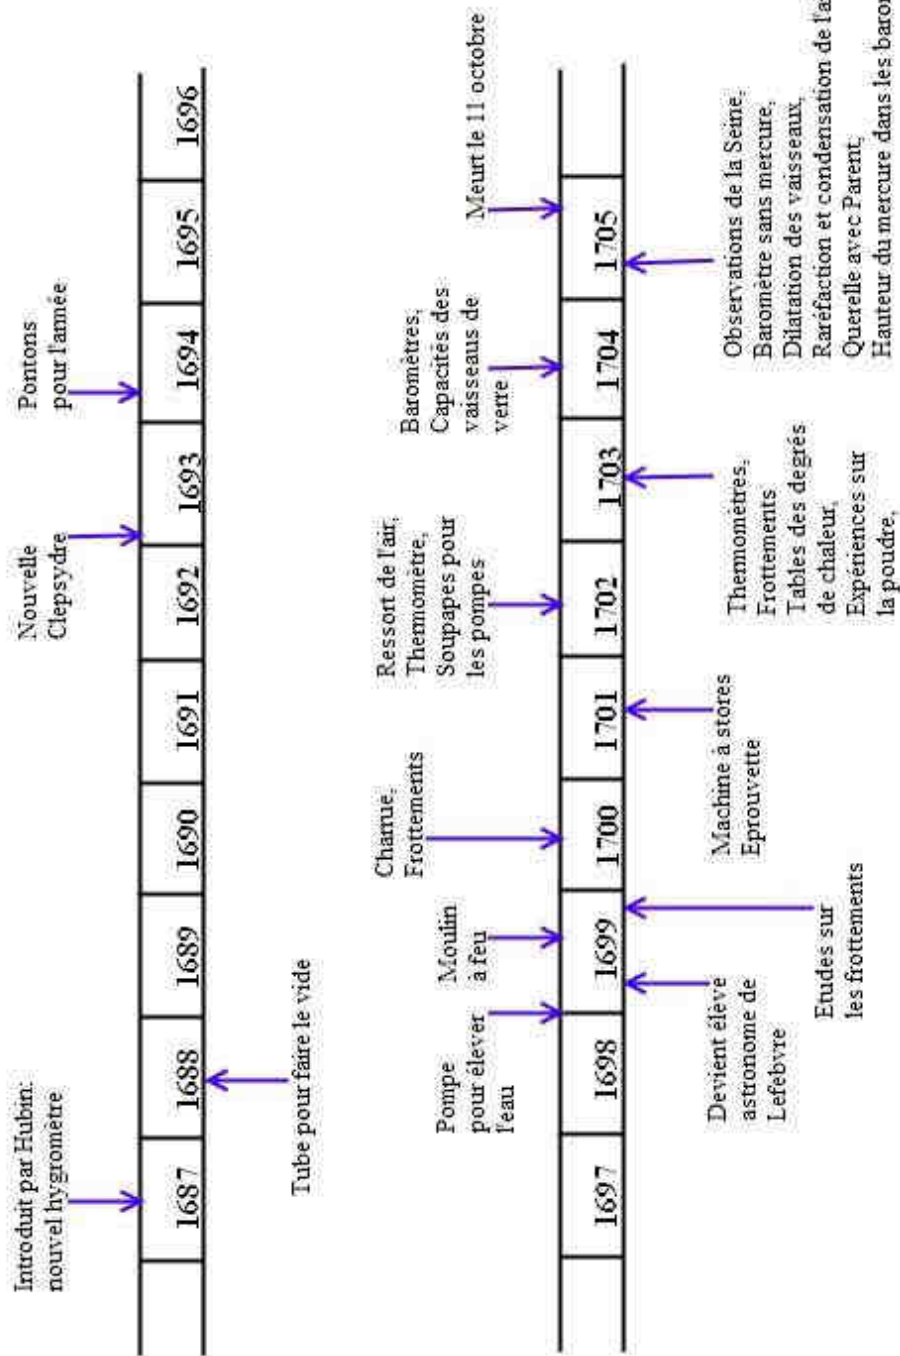 Introduit par Hubin:
nouvel hygromère
Nouvelle
Clepsydre
Pontons
pour l'année
1687
1688
1689
1690
1691
1692
1693
1694
1695
1696
Tube pour faire le vide
Pompe
pour élever
l'eau
Moulin
à feu
Charrue,
Frottements
Ressort de l'air,
Thermomètre,
Soupapes pour
les pompes
Baromètres,
Capacités des
vaisseaus de
verre
Meurt le 11 octobre
1697
1698
1699
1700
1701
1702
1703
1704
1705
Devient élève
astronome de
Lefebvre
Etudes sur
les frottements
Machine à stores
Eprouvette
Thermomètres,
Frottements
Tables des degrés
de chaleur,
Expériences sur
la poudre,
Observations de la Seine,
Baromètre sans mercure,
Dilatation des vaisseaux,
Raréfaction et condensation de
Querelle avec Parent,
Hauteur du mercure dans les